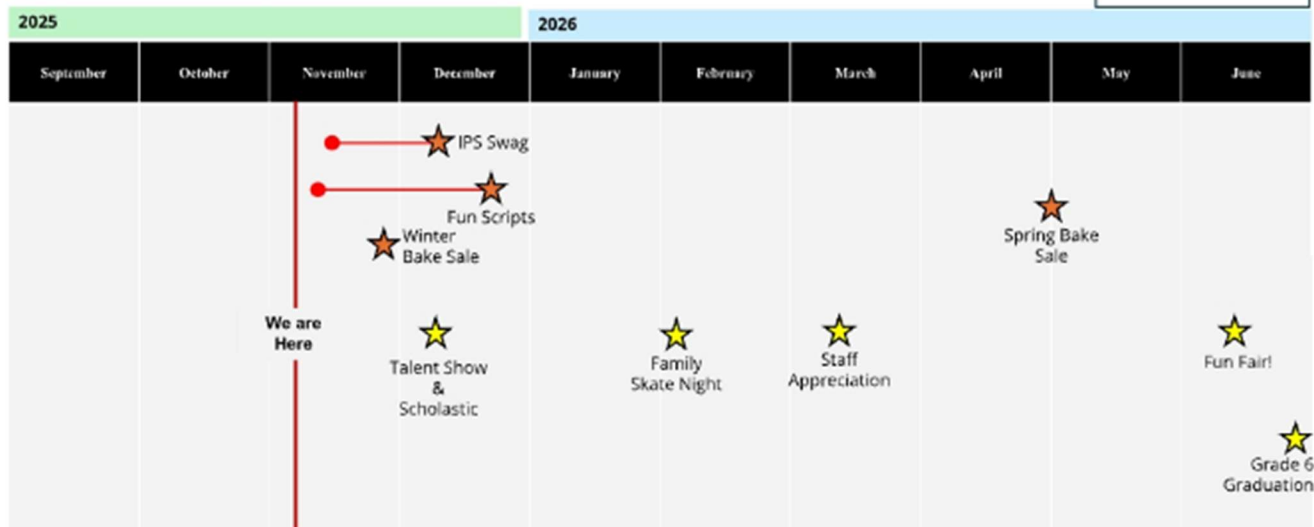 2025
2026
September October November December January February March April May June
IPS Swag
Fun Scripts
Winter
Bake Sale
Spring Bake
Sale
We are
Here
Talent Show
&
Scholastic
Family
Skate Night
Staff
Appreciation
Fun Fair!
Grade 6
Graduation